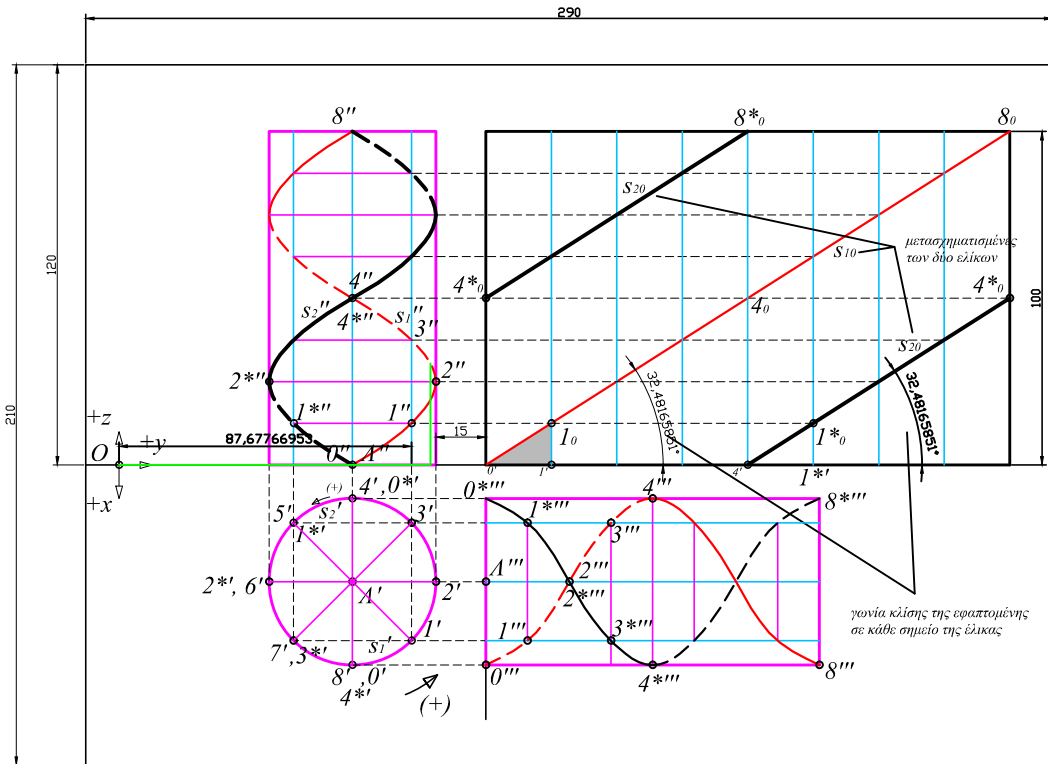 290
8''
8*₀
8₀
s₂₀
μετασχηματισμένες
s₁₀
των δύο ελίκων
120
4''
4*₀
4*₀
4*''
s₂''
s₁''
3''
4₀
100
s₂₀
2*''
2''
32,48165851°
32,48165851°
210
1*''
1''
+z
+y
87,67766953
15
1₀
1*₀
O
0''
Λ''
0'
1'
4'
1*'
+x
(+)
4',0*'
0*'''
4'''
8*'''
s₂'
5'
3'
1*'''
1*'
3'''
2*', 6'
Λ'
2'
Λ'''
2'''
2*'''
1'
1'''
3*'''
s₁'
γωνία κλίσης της εφαπτομένης
σε κάθε σημείο της έλικας
7',3*'
8',0'
0'''
4*'''
8'''
4*'
(+)